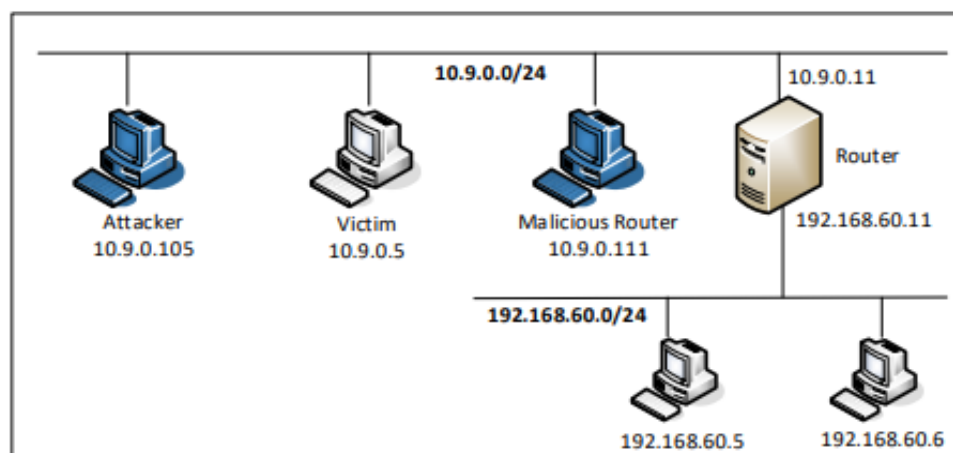 10.9.0.0/24
10.9.0.11
Router
Attacker
10.9.0.105
Victim
10.9.0.5
Malicious Router
10.9.0.111
192.168.60.11
192.168.60.0/24
192.168.60.5
192.168.60.6